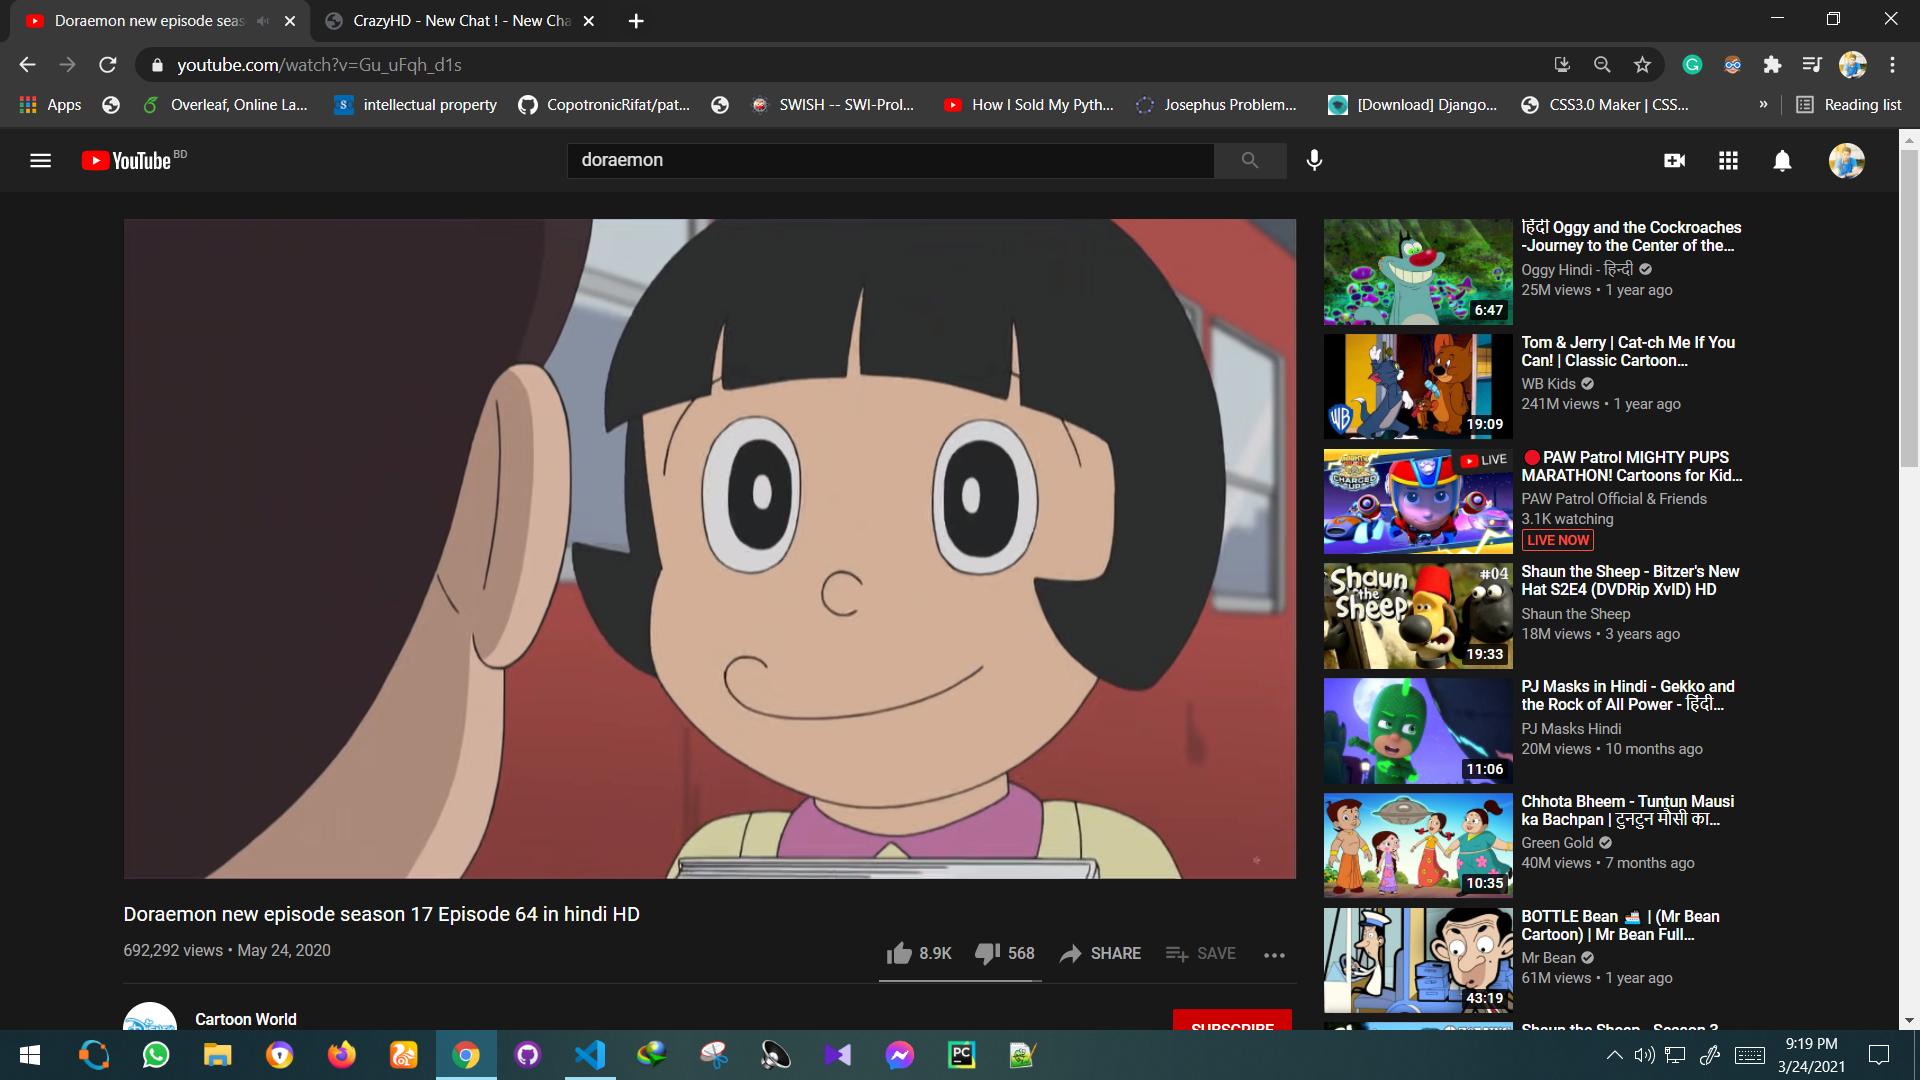 Doraemon new episode seas
CrazyHD - New Chat ! - New Cha
youtube.com/watch?v=Gu_uFqh_d1s
Apps
Overleaf, Online La...
intellectual property
CopotronicRifat/pat...
SWISH -- SWI-Prol...
How I Sold My Pyth...
Josephus Problem...
[Download] Django...
CSS3.0 Maker | CSS...
»
Reading list
YouTube BD
doraemon
हिंदी Oggy and the Cockroaches
-Journey to the Center of the...
Oggy Hindi - हिन्दी
25M views • 1 year ago
6:47
Tom & Jerry | Cat-ch Me If You
Can! | Classic Cartoon...
WB Kids
241M views • 1 year ago
WB
19:09
PAW Patrol MIGHTY PUPS
MARATHON! Cartoons for Kid...
PAW Patrol Official & Friends
3.1K watching
LIVE NOW
LIVE
CHARGED UP
Shaun the Sheep - Bitzer's New
Hat S2E4 (DVDRip XvID) HD
Shaun the Sheep
18M views • 3 years ago
Shaun
the
Sheep
#04
19:33
PJ Masks in Hindi - Gekko and
the Rock of All Power - हिंदी...
PJ Masks Hindi
20M views • 10 months ago
11:06
Chhota Bheem - Tuntun Mausi
ka Bachpan | टुनटुन मौसी का...
Green Gold
40M views • 7 months ago
10:35
BOTTLE Bean 🚢 | (Mr Bean
Cartoon) | Mr Bean Full...
Mr Bean
61M views • 1 year ago
43:19
Shaun the Sheep - Season 3
Doraemon new episode season 17 Episode 64 in hindi HD
692,292 views • May 24, 2020
8.9K
568
SHARE
SAVE
Cartoon World
SUBSCRIBE
PC
9:19 PM
3/24/2021